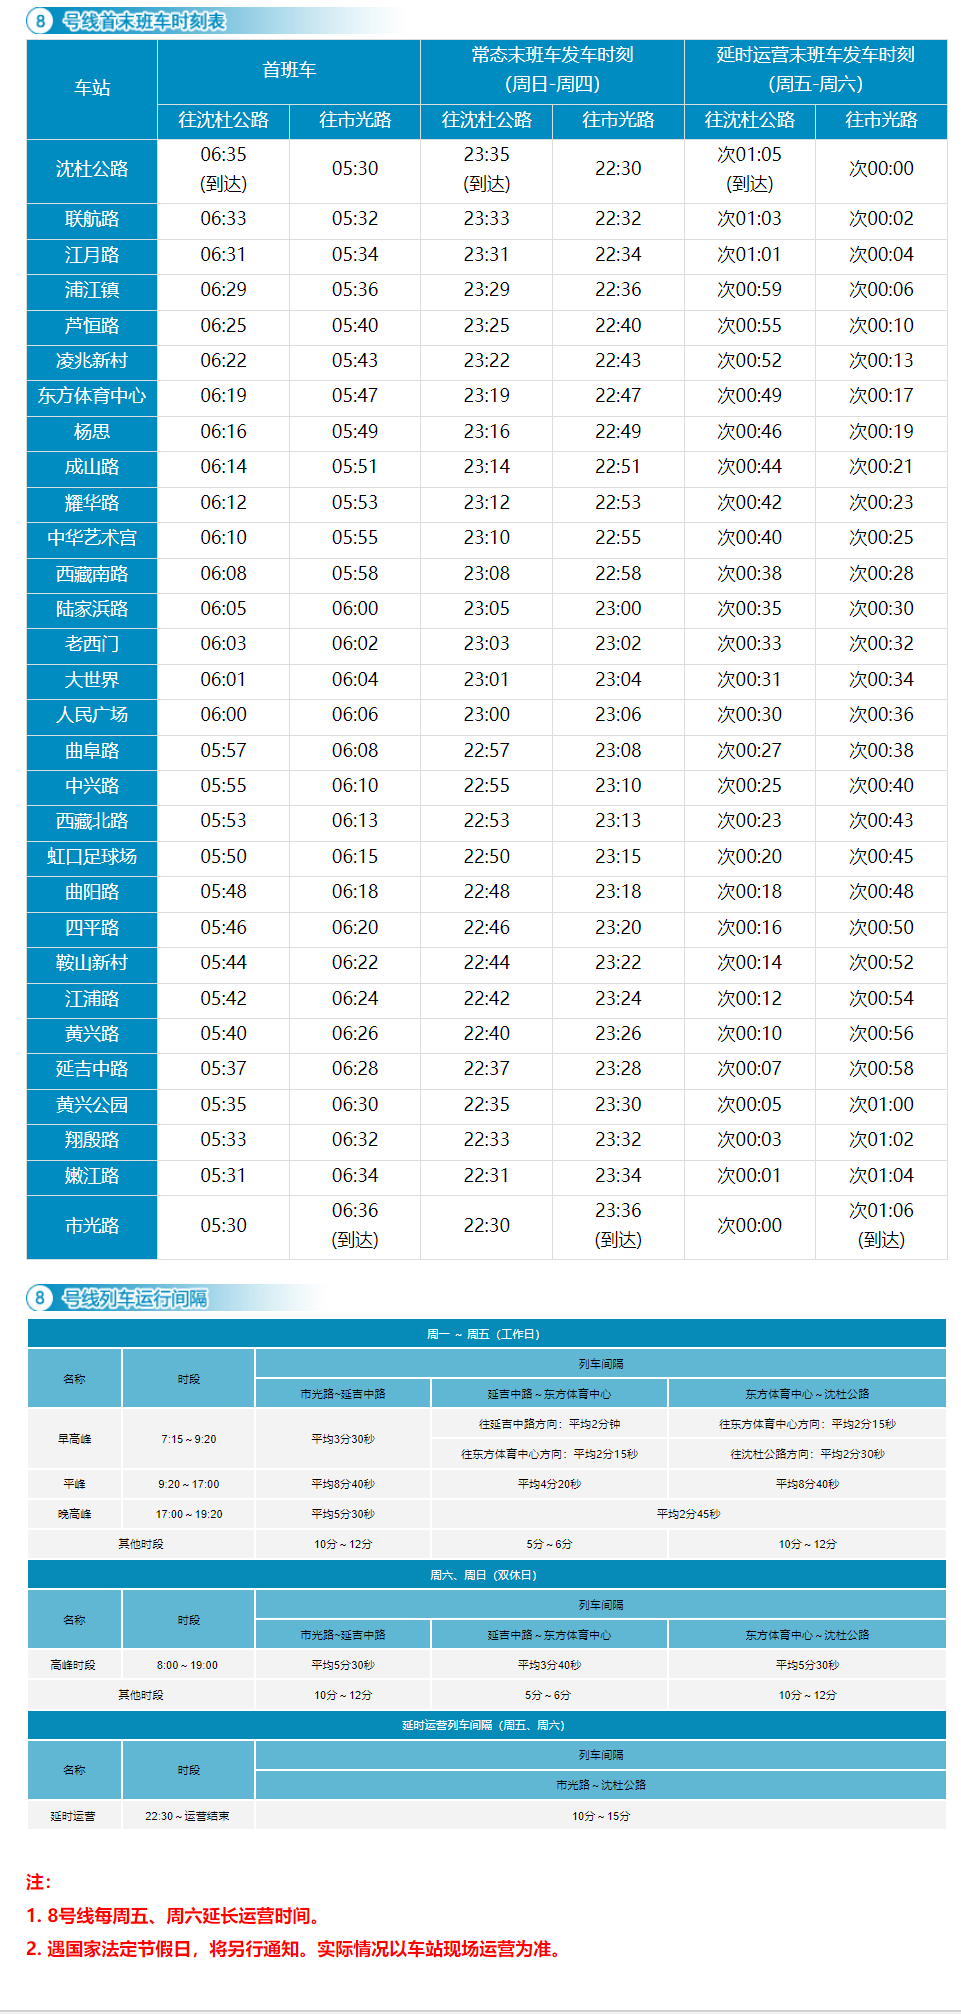 8 号线首末班车时刻表
车站 首班车 常态末班车发车时刻 (周日-周四) 延时运营末班车发车时刻 (周五-周六)
往沈杜公路 往市光路 往沈杜公路 往市光路 往沈杜公路 往市光路
沈杜公路 06:35 (到达) 05:30 23:35 (到达) 22:30 次01:05 (到达) 次00:00
联航路 06:33 05:32 23:33 22:32 次01:03 次00:02
江月路 06:31 05:34 23:31 22:34 次01:01 次00:04
浦江镇 06:29 05:36 23:29 22:36 次00:59 次00:06
芦恒路 06:25 05:40 23:25 22:40 次00:55 次00:10
凌兆新村 06:22 05:43 23:22 22:43 次00:52 次00:13
东方体育中心 06:19 05:47 23:19 22:47 次00:49 次00:17
杨思 06:16 05:49 23:16 22:49 次00:46 次00:19
成山路 06:14 05:51 23:14 22:51 次00:44 次00:21
耀华路 06:12 05:53 23:12 22:53 次00:42 次00:23
中华艺术宫 06:10 05:55 23:10 22:55 次00:40 次00:25
西藏南路 06:08 05:58 23:08 22:58 次00:38 次00:28
陆家浜路 06:05 06:00 23:05 23:00 次00:35 次00:30
老西门 06:03 06:02 23:03 23:02 次00:33 次00:32
大世界 06:01 06:04 23:01 23:04 次00:31 次00:34
人民广场 06:00 06:06 23:00 23:06 次00:30 次00:36
曲阜路 05:57 06:08 22:57 23:08 次00:27 次00:38
中兴路 05:55 06:10 22:55 23:10 次00:25 次00:40
西藏北路 05:53 06:13 22:53 23:13 次00:23 次00:43
虹口足球场 05:50 06:15 22:50 23:15 次00:20 次00:45
曲阳路 05:48 06:18 22:48 23:18 次00:18 次00:48
四平路 05:46 06:20 22:46 23:20 次00:16 次00:50
鞍山新村 05:44 06:22 22:44 23:22 次00:14 次00:52
江浦路 05:42 06:24 22:42 23:24 次00:12 次00:54
黄兴路 05:40 06:26 22:40 23:26 次00:10 次00:56
延吉中路 05:37 06:28 22:37 23:28 次00:07 次00:58
黄兴公园 05:35 06:30 22:35 23:30 次00:05 次01:00
翔殷路 05:33 06:32 22:33 23:32 次00:03 次01:02
嫩江路 05:31 06:34 22:31 23:34 次00:01 次01:04
市光路 05:30 06:36 (到达) 22:30 23:36 (到达) 次00:00 次01:06 (到达)
8 号线列车运行间隔
周一 ~ 周五（工作日）
名称 时段 列车间隔
市光路~延吉中路 延吉中路~东方体育中心 东方体育中心~沈杜公路
早高峰 7:15~9:20 平均3分30秒 往延吉中路方向：平均2分钟 往东方体育中心方向：平均2分15秒
往东方体育中心方向：平均2分15秒 往沈杜公路方向：平均2分30秒
平峰 9:20~17:00 平均8分40秒 平均4分20秒 平均8分40秒
晚高峰 17:00~19:20 平均5分30秒 平均2分45秒
其他时段 10分~12分 5分~6分 10分~12分
周六、周日（双休日）
名称 时段 列车间隔
市光路~延吉中路 延吉中路~东方体育中心 东方体育中心~沈杜公路
高峰时段 8:00~19:00 平均5分30秒 平均3分40秒 平均5分30秒
其他时段 10分~12分 5分~6分 10分~12分
延时运营列车间隔（周五、周六）
名称 时段 列车间隔
市光路~沈杜公路
延时运营 22:30~运营结束 10分~15分
注：
1. 8号线每周五、周六延长运营时间。
2. 遇国家法定节假日，将另行通知。实际情况以车站现场运营为准。